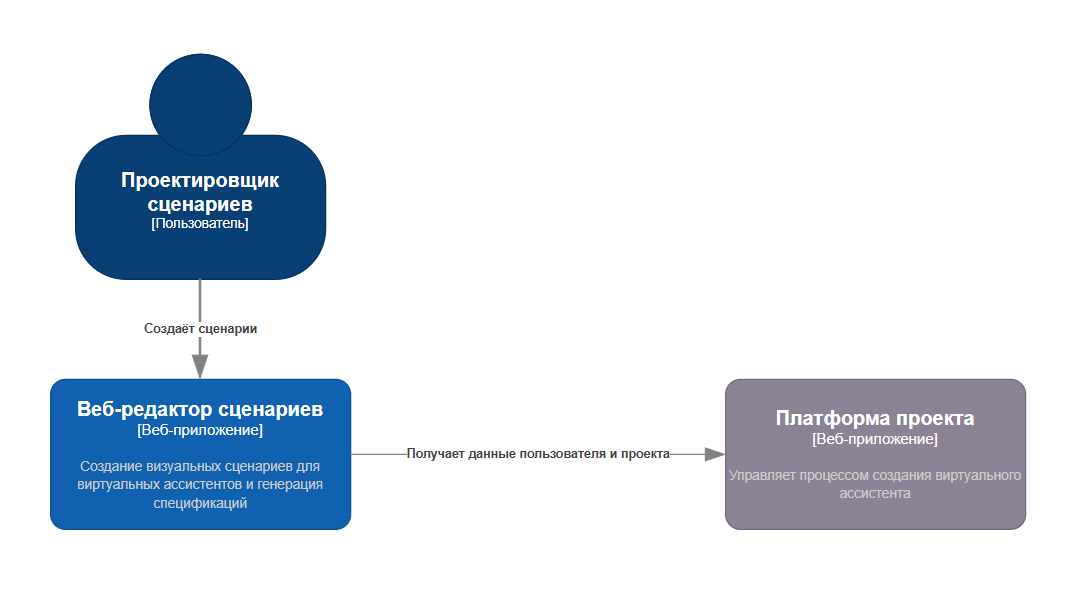 Проектировщик
сценариев
[Пользователь]
Создаёт сценарии
Веб-редактор сценариев
[Веб-приложение]
Создание визуальных сценариев для
виртуальных ассистентов и генерация
спецификаций
Получает данные пользователя и проекта
Платформа проекта
[Веб-приложение]
Управляет процессом создания виртуального
ассистента